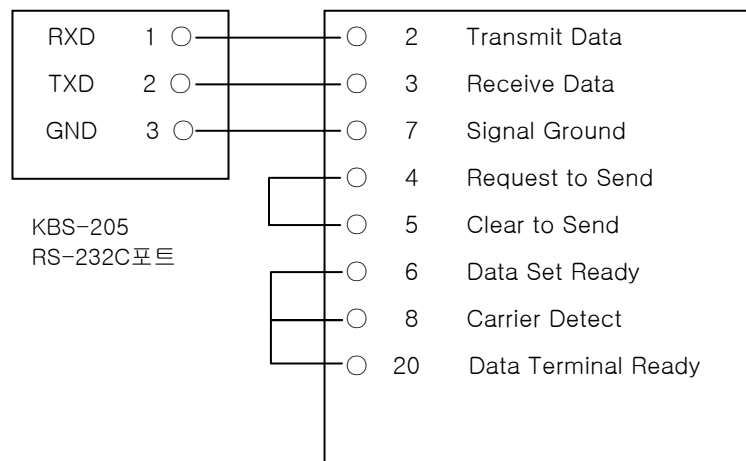 RXD 1 2 Transmit Data
TXD 2 3 Receive Data
GND 3 7 Signal Ground
4 Request to Send
KBS-205
5 Clear to Send
RS-232C포트
6 Data Set Ready
8 Carrier Detect
20 Data Terminal Ready